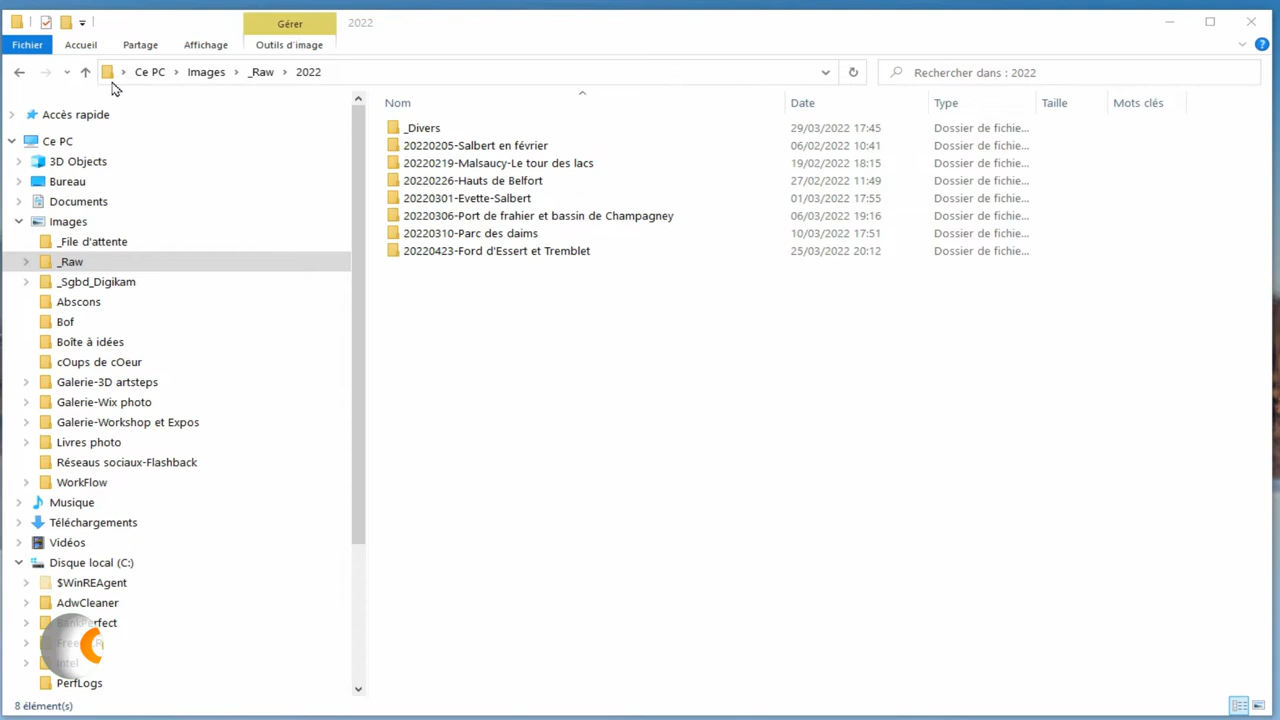 Gérer
2022
Fichier
Accueil
Partage
Affichage
Outils d'image
Ce PC
Images
_Raw
2022
Rechercher dans : 2022
Accès rapide
Ce PC
3D Objects
Bureau
Documents
Images
_File d'attente
_Raw
_Sgbd_Digikam
Abscons
Bof
Boîte à idées
cOups de cOeur
Galerie-3D artsteps
Galerie-Wix photo
Galerie-Workshop et Expos
Livres photo
Réseaus sociaux-Flashback
WorkFlow
Musique
Téléchargements
Vidéos
Disque local (C:)
$WinREAgent
AdwCleaner
BankPerfect
Intel
PerfLogs
Nom Date Type Taille Mots clés
_Divers 29/03/2022 17:45 Dossier de fichie...
20220205-Salbert en février 06/02/2022 10:41 Dossier de fichie...
20220219-Malsaucy-Le tour des lacs 19/02/2022 18:15 Dossier de fichie...
20220226-Hauts de Belfort 27/02/2022 11:49 Dossier de fichie...
20220301-Evette-Salbert 01/03/2022 17:55 Dossier de fichie...
20220306-Port de frahier et bassin de Champagney 06/03/2022 19:16 Dossier de fichie...
20220310-Parc des daims 10/03/2022 17:51 Dossier de fichie...
20220423-Ford d'Essert et Tremblet 25/03/2022 20:12 Dossier de fichie...
8 élément(s)